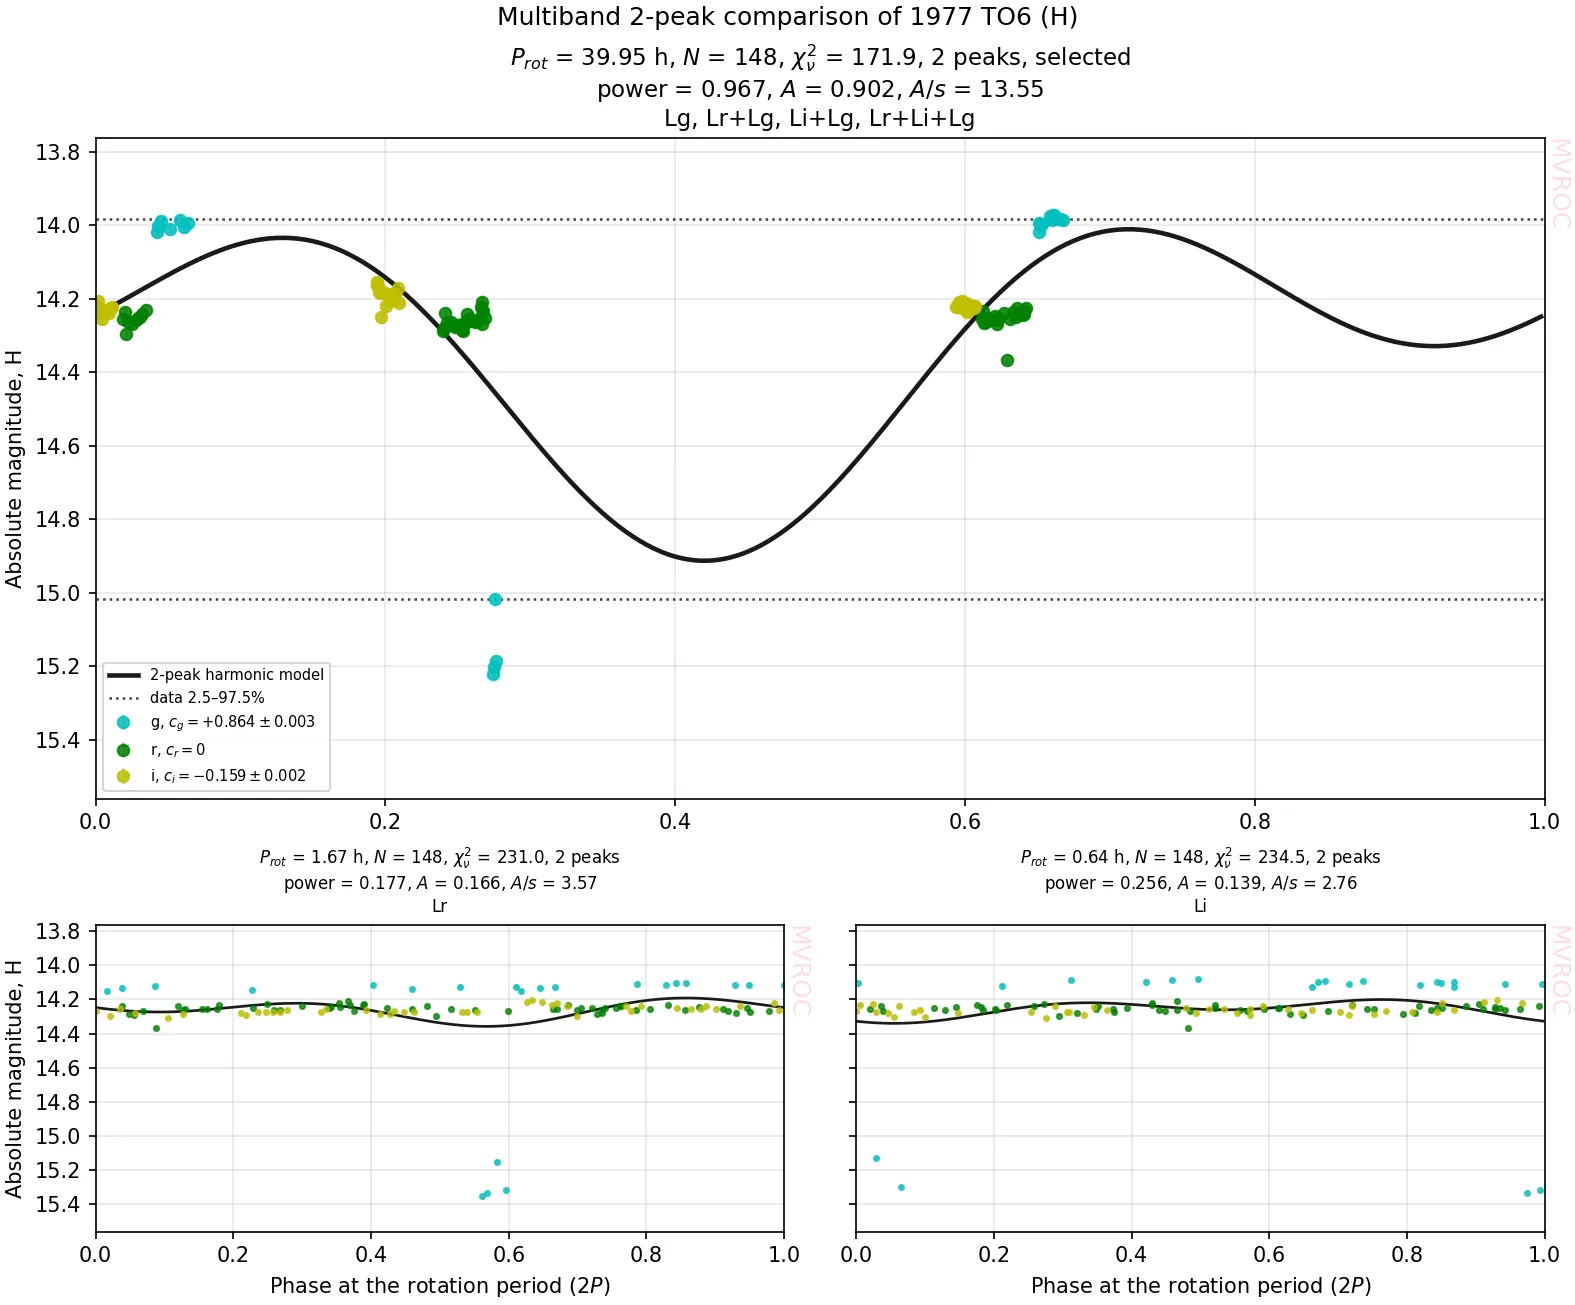 Multiband 2-peak comparison of 1977 TO6 (H)
P_rot = 39.95 h, N = 148, χ²_ν = 171.9, 2 peaks, selected
power = 0.967, A = 0.902, A/s = 13.55
Lg, Lr+Lg, Li+Lg, Lr+Li+Lg
MVROC
Absolute magnitude, H
13.8
14.0
14.2
14.4
14.6
14.8
15.0
15.2
15.4
2-peak harmonic model
data 2.5–97.5%
g, c_g = +0.864 ± 0.003
r, c_r = 0
i, c_i = −0.159 ± 0.002
0.0 0.2 0.4 0.6 0.8 1.0
P_rot = 1.67 h, N = 148, χ²_ν = 231.0, 2 peaks
power = 0.177, A = 0.166, A/s = 3.57
Lr
MVROC
Absolute magnitude, H
13.8
14.0
14.2
14.4
14.6
14.8
15.0
15.2
15.4
0.0 0.2 0.4 0.6 0.8 1.0
Phase at the rotation period (2P)
P_rot = 0.64 h, N = 148, χ²_ν = 234.5, 2 peaks
power = 0.256, A = 0.139, A/s = 2.76
Li
MVROC
0.0 0.2 0.4 0.6 0.8 1.0
Phase at the rotation period (2P)